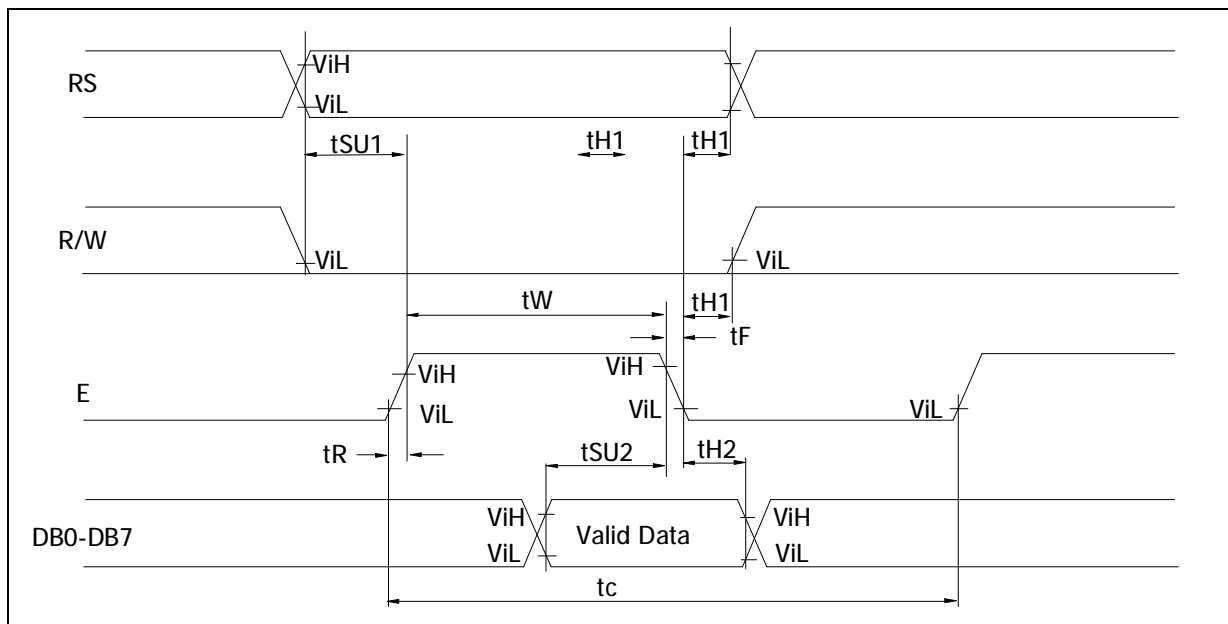 ViH
RS
ViL
tSU1 tH1 tH1
R/W
ViL ViL
tW tH1
tF
ViH ViH
E
ViL ViL ViL
tR tSU2 tH2
ViH ViH
DB0-DB7 Valid Data
ViL ViL
tc